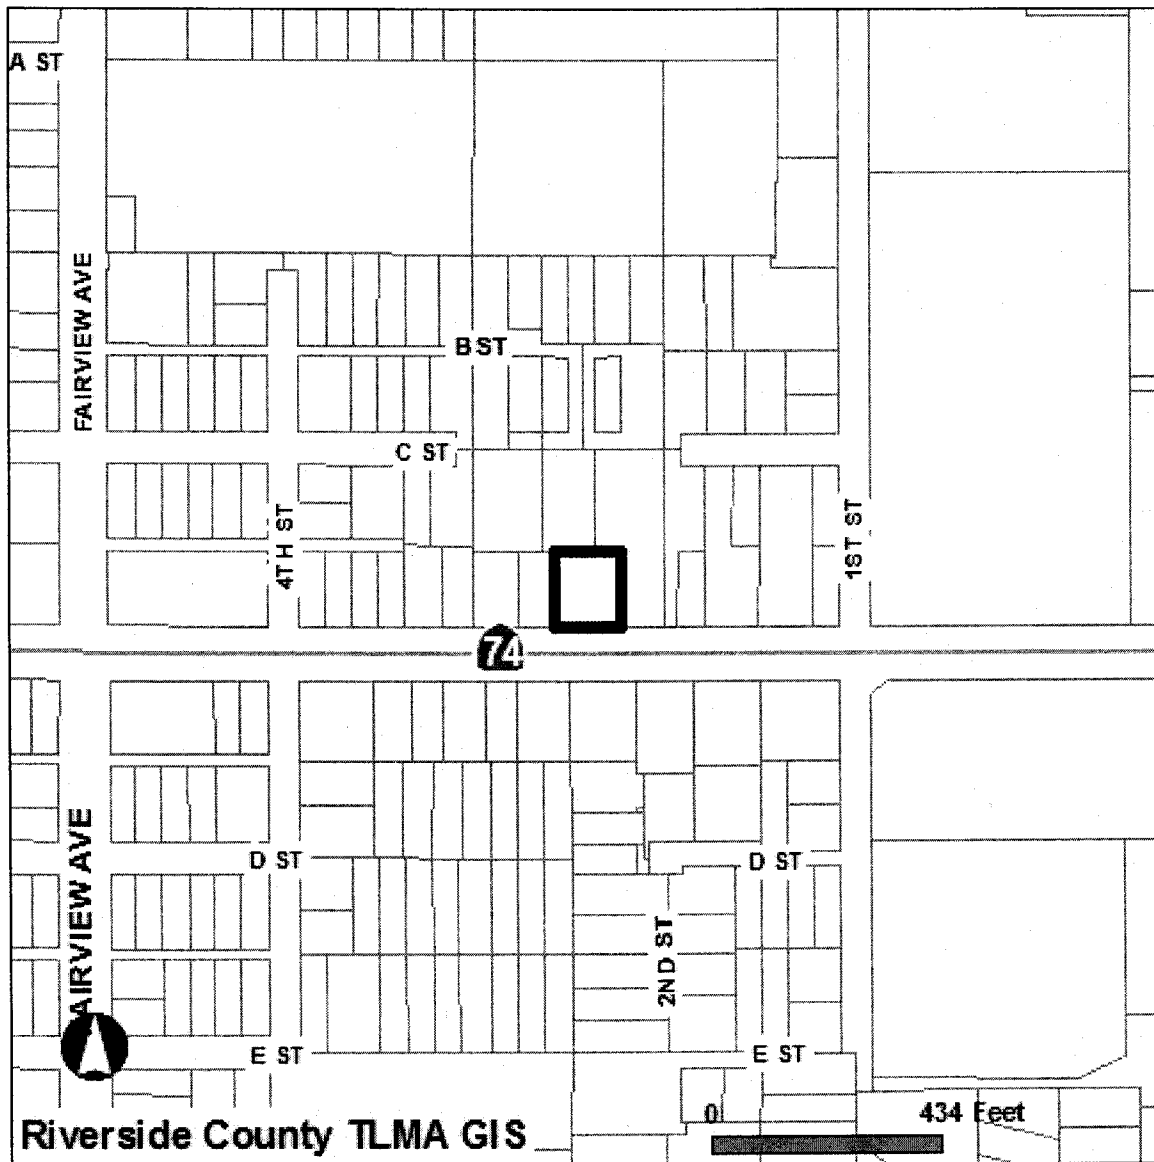 A ST
FAIRVIEW AVE
B ST
C ST
4TH ST
1ST ST
74
AIRVIEW AVE
D ST
D ST
2ND ST
E ST
E ST
0 434 Feet
Riverside County TLMA GIS